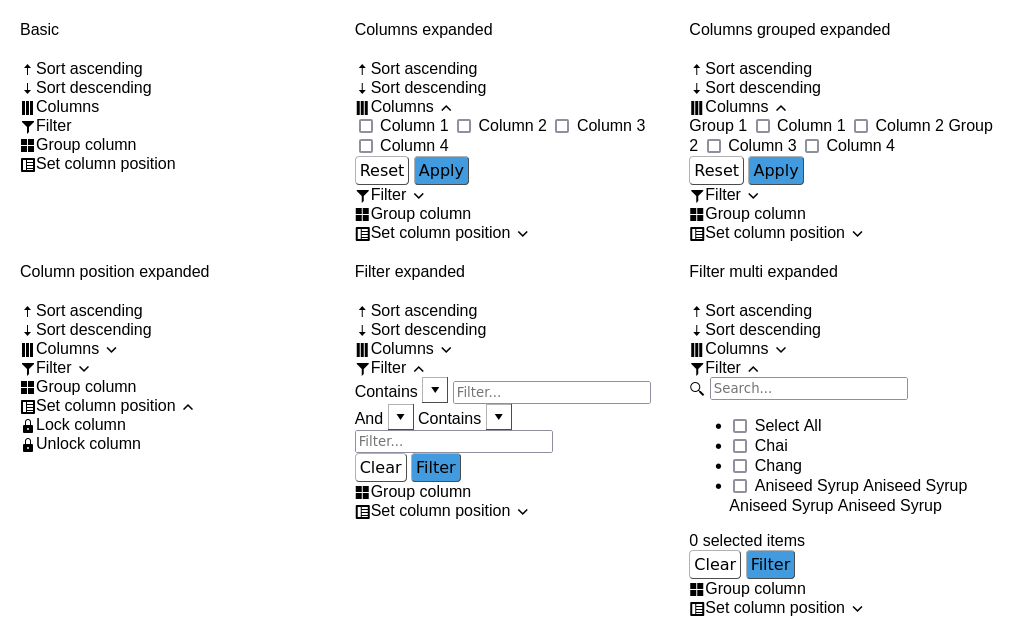 Basic
Sort ascending
Sort descending
Columns
Filter
Group column
Set column position
Columns expanded
Sort ascending
Sort descending
Columns
Column 1 Column 2 Column 3
Column 4
Reset Apply
Filter
Group column
Set column position
Columns grouped expanded
Sort ascending
Sort descending
Columns
Group 1 Column 1 Column 2 Group
2 Column 3 Column 4
Reset Apply
Filter
Group column
Set column position
Column position expanded
Sort ascending
Sort descending
Columns
Filter
Group column
Set column position
Lock column
Unlock column
Filter expanded
Sort ascending
Sort descending
Columns
Filter
Contains Filter...
And Contains
Filter...
Clear Filter
Group column
Set column position
Filter multi expanded
Sort ascending
Sort descending
Columns
Filter
Search...
Select All
Chai
Chang
Aniseed Syrup Aniseed Syrup
Aniseed Syrup Aniseed Syrup
0 selected items
Clear Filter
Group column
Set column position